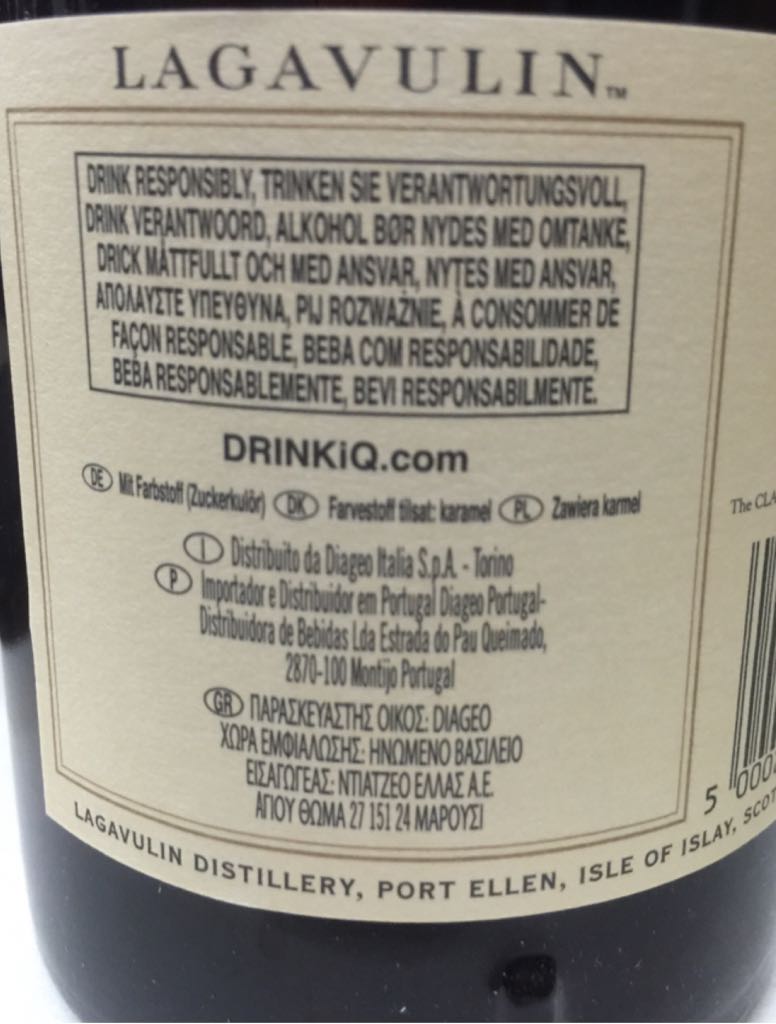 LAGAVULIN™
DRINK RESPONSIBLY, TRINKEN SIE VERANTWORTUNGSVOLL,
DRINK VERANTWOORD, ALKOHOL BØR NYDES MED OMTANKE,
DRICK MÅTTFULLT OCH MED ANSVAR, NYTES MED ANSVAR,
ΑΠΟΛΑΥΣΤΕ ΥΠΕΥΘΥΝΑ, PIJ ROZWAŻNIE, À CONSOMMER DE
FAÇON RESPONSABLE, BEBA COM RESPONSABILIDADE,
BEBA RESPONSABLEMENTE, BEVI RESPONSABILMENTE.
DRINKiQ.com
DE Mit Farbstoff (Zuckerkulör) DK Farvestoff tilsat: karamel PL Zawiera karmel
I Distribuito da Diageo Italia S.p.A. - Torino
P Importador e Distribuidor em Portugal Diageo Portugal-
Distribuidora de Bebidas Lda Estrada do Pau Queimado,
2870-100 Montijo Portugal
GR ΠΑΡΑΣΚΕΥΑΣΤΗΣ ΟΙΚΟΣ: DIAGEO
ΧΩΡΑ ΕΜΦΙΑΛΩΣΗΣ: ΗΝΩΜΕΝΟ ΒΑΣΙΛΕΙΟ
ΕΙΣΑΓΩΓΕΑΣ: ΝΤΙΑΤΖΕΟ ΕΛΛΑΣ Α.Ε.
ΑΓΙΟΥ ΘΩΜΑ 27 151 24 ΜΑΡΟΥΣΙ
LAGAVULIN DISTILLERY, PORT ELLEN, ISLE OF ISLAY, SCOT
The CLA
5 000